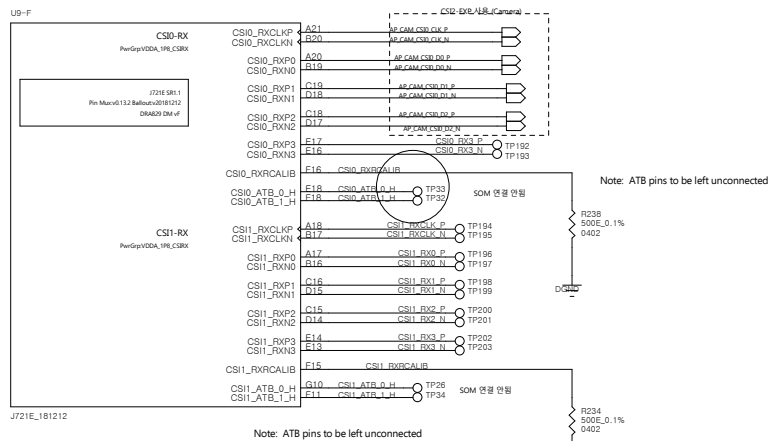 U9-F
CSI2-EXP 사용 (Camera)
CSI0-RX
PwrGrp:VDDA_1P8_CSIRX
J721E SR1.1
Pin Mux:v0.13.2 Ballout:v20181212
DRA829 DM vF
CSI0_RXCLKP A21 AP_CAM_CSI0_CLK_P
CSI0_RXCLKN B20 AP_CAM_CSI0_CLK_N
CSI0_RXP0 A20 AP_CAM_CSI0_D0_P
CSI0_RXN0 B19 AP_CAM_CSI0_D0_N
CSI0_RXP1 C19 AP_CAM_CSI0_D1_P
CSI0_RXN1 D18 AP_CAM_CSI0_D1_N
CSI0_RXP2 C18 AP_CAM_CSI0_D2_P
CSI0_RXN2 D17 AP_CAM_CSI0_D2_N
CSI0_RXP3 E17 CSI0_RX3_P TP192
CSI0_RXN3 E16 CSI0_RX3_N TP193
CSI0_RXRCALIB F16 CSI0_RXRCALIB
Note: ATB pins to be left unconnected
CSI0_ATB_0_H CSI0_ATB_0_H TP33
CSI0_ATB_1_H CSI0_ATB_1_H TP32
SOM 연결 안됨
R238
500E_0.1%
0402
DGND
CSI1-RX
PwrGrp:VDDA_1P8_CSIRX
CSI1_RXCLKP A18 CSI1_RXCLK_P TP194
CSI1_RXCLKN B17 CSI1_RXCLK_N TP195
CSI1_RXP0 A17 CSI1_RX0_P TP196
CSI1_RXN0 B16 CSI1_RX0_N TP197
CSI1_RXP1 C16 CSI1_RX1_P TP198
CSI1_RXN1 D15 CSI1_RX1_N TP199
CSI1_RXP2 C15 CSI1_RX2_P TP200
CSI1_RXN2 D14 CSI1_RX2_N TP201
CSI1_RXP3 E14 CSI1_RX3_P TP202
CSI1_RXN3 E13 CSI1_RX3_N TP203
CSI1_RXRCALIB F15 CSI1_RXRCALIB
CSI1_ATB_0_H G10 CSI1_ATB_0_H TP26
CSI1_ATB_1_H F11 CSI1_ATB_1_H TP34
SOM 연결 안됨
R234
500E_0.1%
0402
J721E_181212
Note: ATB pins to be left unconnected